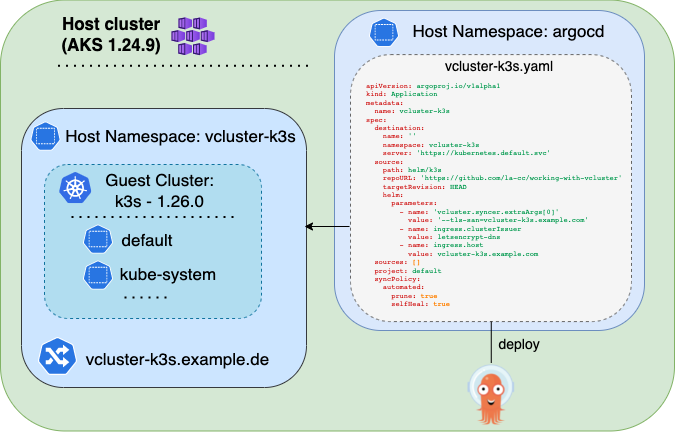 Host cluster
(AKS 1.24.9)
Host Namespace: argocd
vcluster-k3s.yaml
apiVersion: argoproj.io/v1alpha1
kind: Application
metadata:
  name: vcluster-k3s
spec:
  destination:
    name: ''
    namespace: vcluster-k3s
    server: 'https://kubernetes.default.svc'
  source:
    path: helm/k3s
    repoURL: 'https://github.com/la-cc/working-with-vcluster'
    targetRevision: HEAD
    helm:
      parameters:
        - name: 'vcluster.syncer.extraArgs[0]'
          value: '--tls-san=vcluster-k3s.example.com'
        - name: ingress.clusterIssuer
          value: letsencrypt-dns
        - name: ingress.host
          value: vcluster-k3s.example.com
  sources: []
  project: default
  syncPolicy:
    automated:
      prune: true
      selfHeal: true
Host Namespace: vcluster-k3s
Guest Cluster:
k3s - 1.26.0
default
kube-system
vcluster-k3s.example.de
deploy